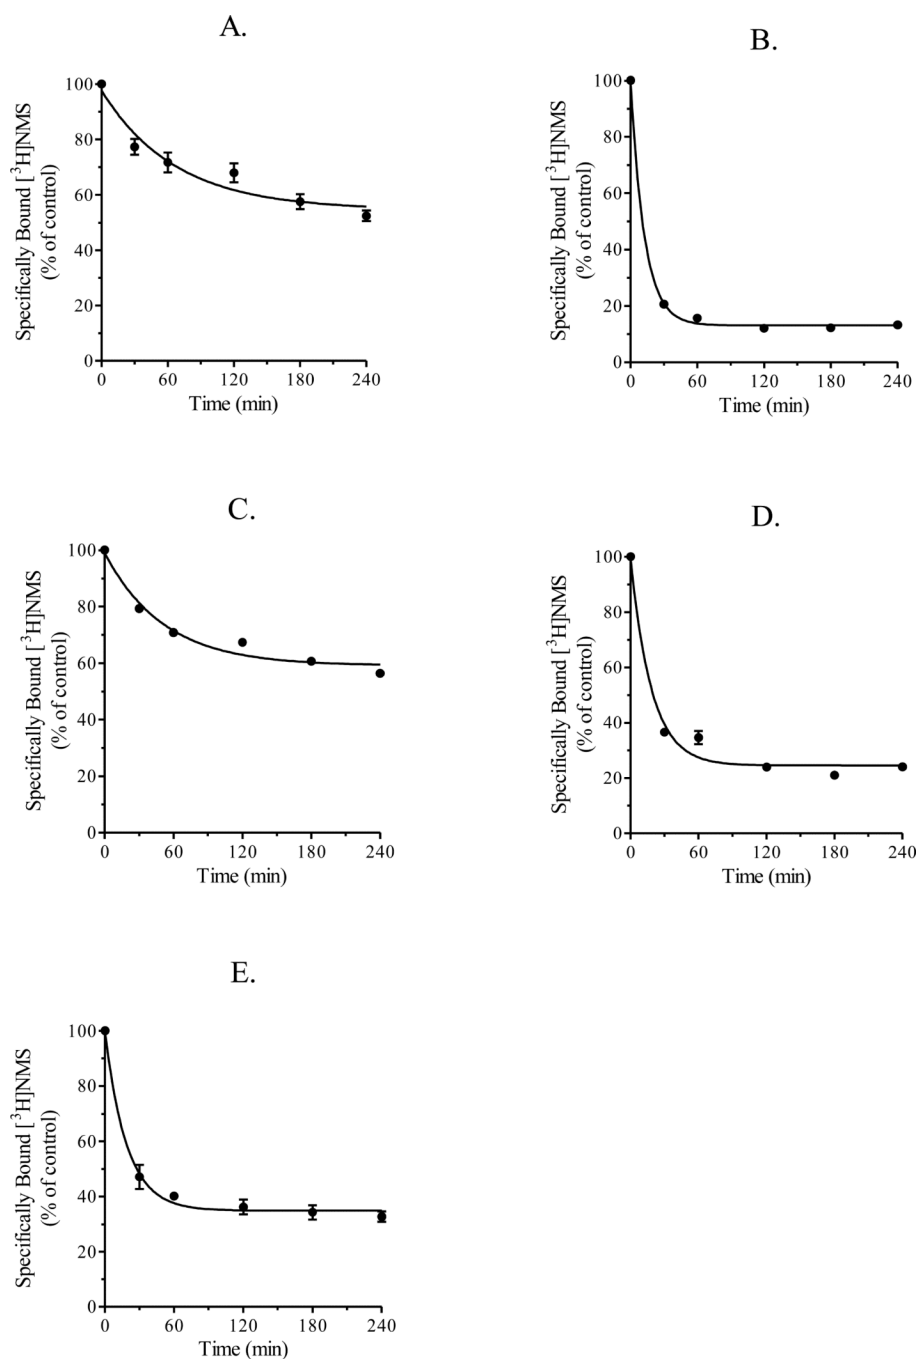 A.
Specifically Bound [³H]NMS
(% of control)
100
80
60
40
20
0
0 60 120 180 240
Time (min)
B.
Specifically Bound [³H]NMS
(% of control)
100
80
60
40
20
0
0 60 120 180 240
Time (min)
C.
Specifically Bound [³H]NMS
(% of control)
100
80
60
40
20
0
0 60 120 180 240
Time (min)
D.
Specifically Bound [³H]NMS
(% of control)
100
80
60
40
20
0
0 60 120 180 240
Time (min)
E.
Specifically Bound [³H]NMS
(% of control)
100
80
60
40
20
0
0 60 120 180 240
Time (min)